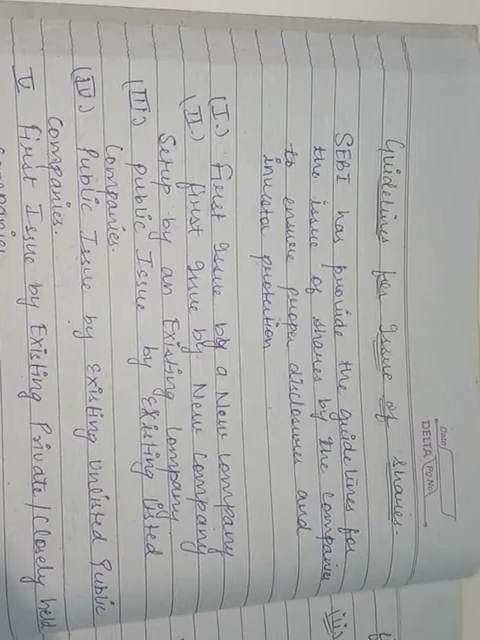 Date
DELTA Pg No.
Guidelines for Issue of Shares.
SEBI has provide the guidelines for
the issue of shares by the companies
to ensure proper disclosures and
investor protection
(I.) First Issue by a New Company
(II.) First Issue by New Company
Setup by an Existing Company.
(III.) Public Issue by Existing Listed
Companies.
(IV.) Public Issue by Existing Unlisted Public
Companies.
V First Issue by Existing Private/Closely held
Companies